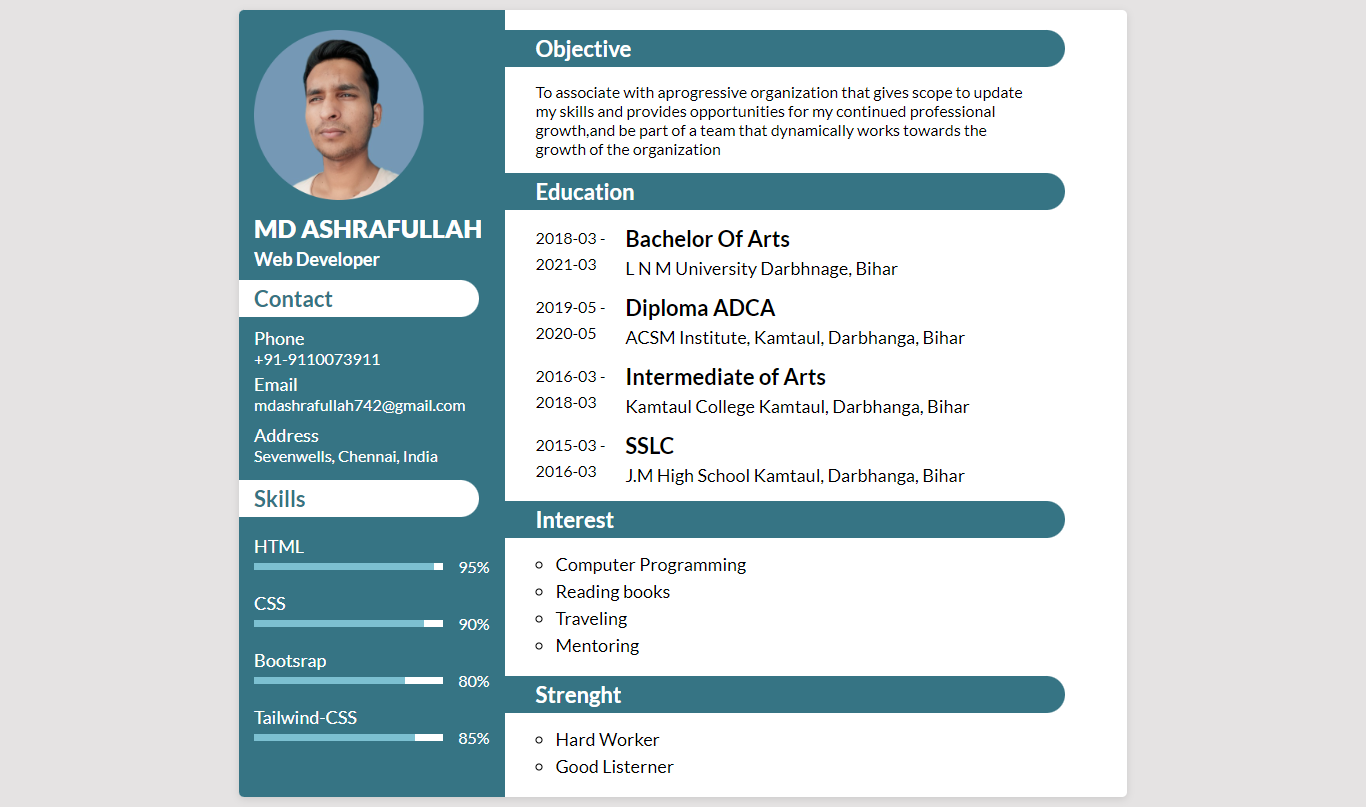 MD ASHRAFULLAH
Web Developer
Contact
Phone
+91-9110073911
Email
mdashrafullah742@gmail.com
Address
Sevenwells, Chennai, India
Skills
HTML
95%
CSS
90%
Bootsrap
80%
Tailwind-CSS
85%
Objective
To associate with aprogressive organization that gives scope to update
my skills and provides opportunities for my continued professional
growth,and be part of a team that dynamically works towards the
growth of the organization
Education
2018-03 -
2021-03
Bachelor Of Arts
L N M University Darbhnage, Bihar
2019-05 -
2020-05
Diploma ADCA
ACSM Institute, Kamtaul, Darbhanga, Bihar
2016-03 -
2018-03
Intermediate of Arts
Kamtaul College Kamtaul, Darbhanga, Bihar
2015-03 -
2016-03
SSLC
J.M High School Kamtaul, Darbhanga, Bihar
Interest
Computer Programming
Reading books
Traveling
Mentoring
Strenght
Hard Worker
Good Listerner